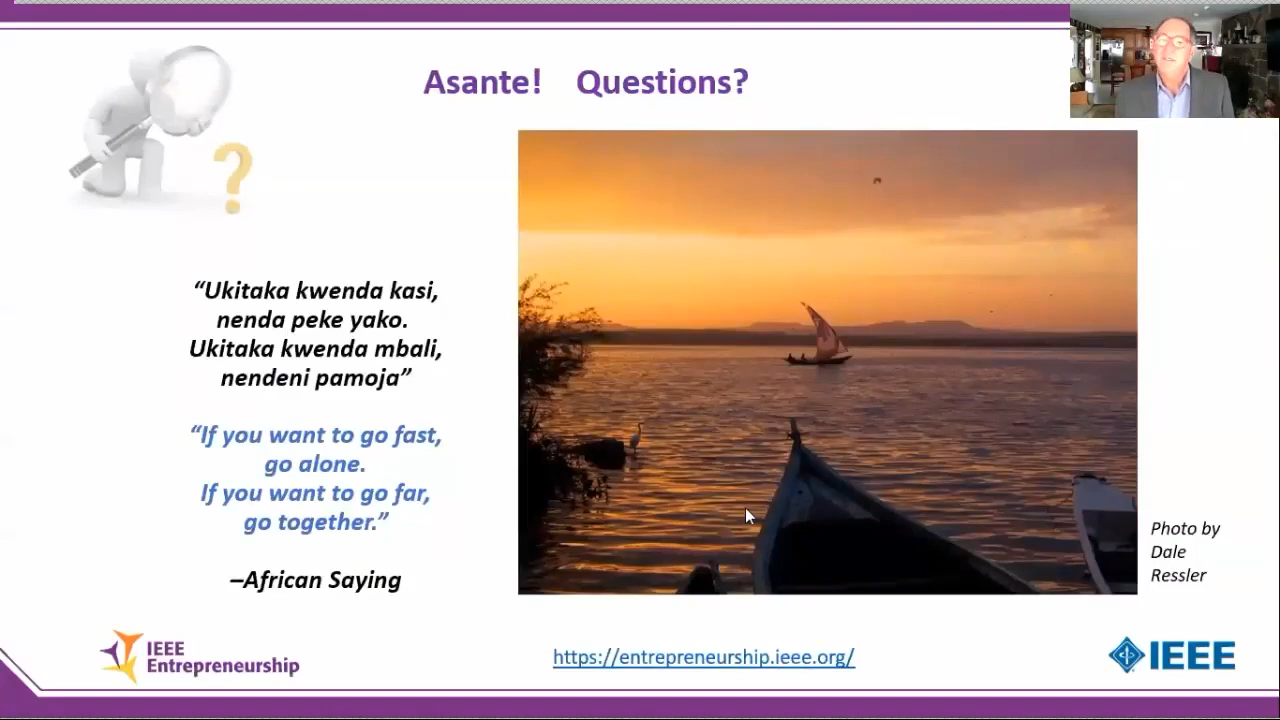 Asante! Questions?
“Ukitaka kwenda kasi,
nenda peke yako.
Ukitaka kwenda mbali,
nendeni pamoja”
“If you want to go fast,
go alone.
If you want to go far,
go together.”
–African Saying
Photo by
Dale
Ressler
IEEE
Entrepreneurship
https://entrepreneurship.ieee.org/
IEEE